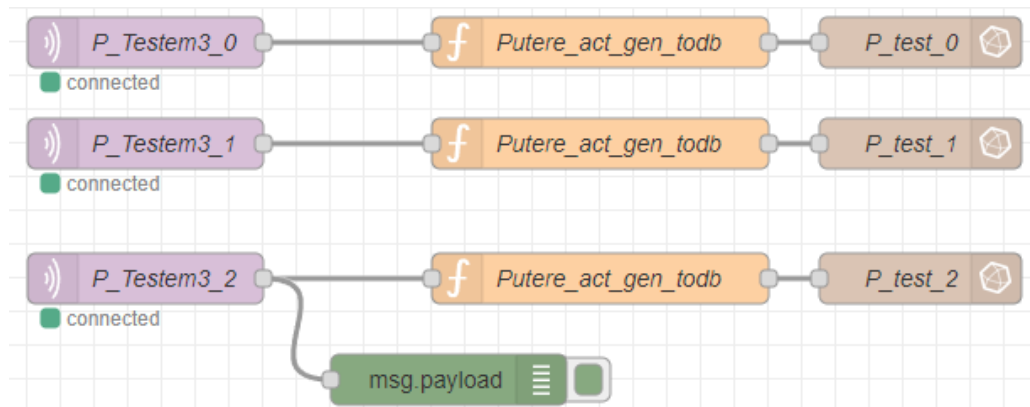 P_Testem3_0 Putere_act_gen_todb P_test_0
connected
P_Testem3_1 Putere_act_gen_todb P_test_1
connected
P_Testem3_2 Putere_act_gen_todb P_test_2
connected
msg.payload